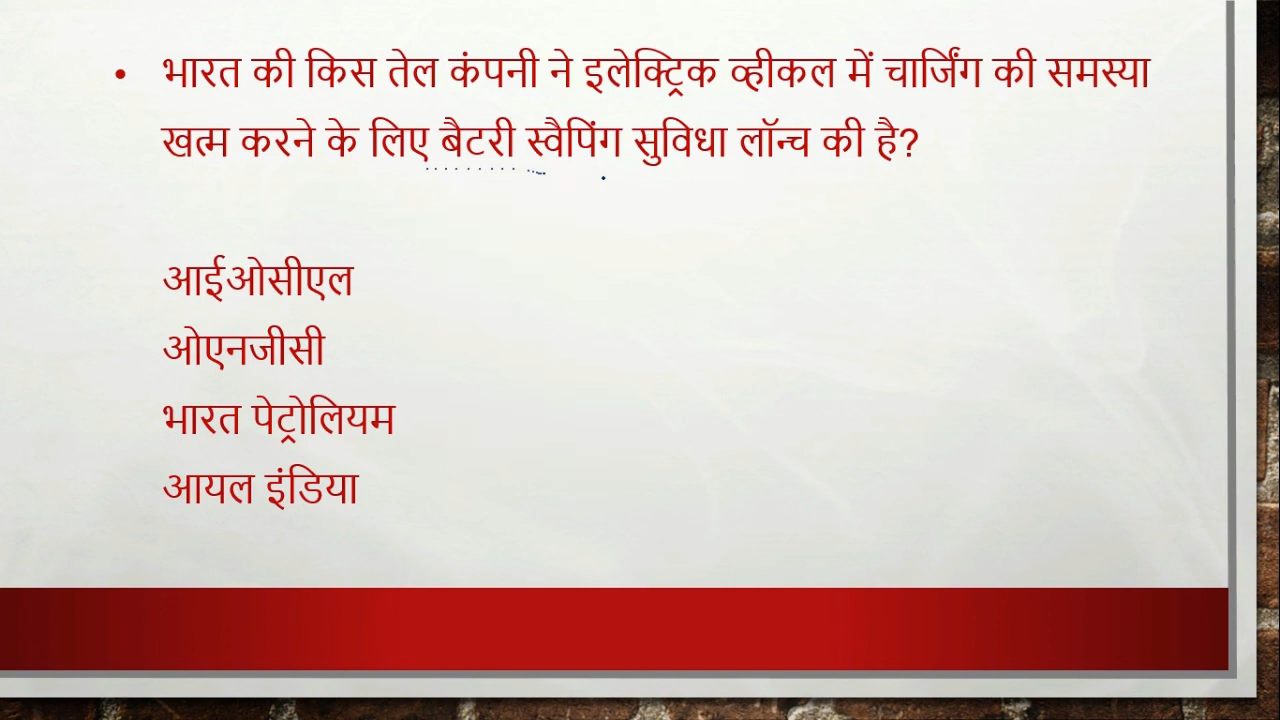 • भारत की किस तेल कंपनी ने इलेक्ट्रिक व्हीकल में चार्जिंग की समस्या
खत्म करने के लिए बैटरी स्वैपिंग सुविधा लॉन्च की है?
आईओसीएल
ओएनजीसी
भारत पेट्रोलियम
आयल इंडिया